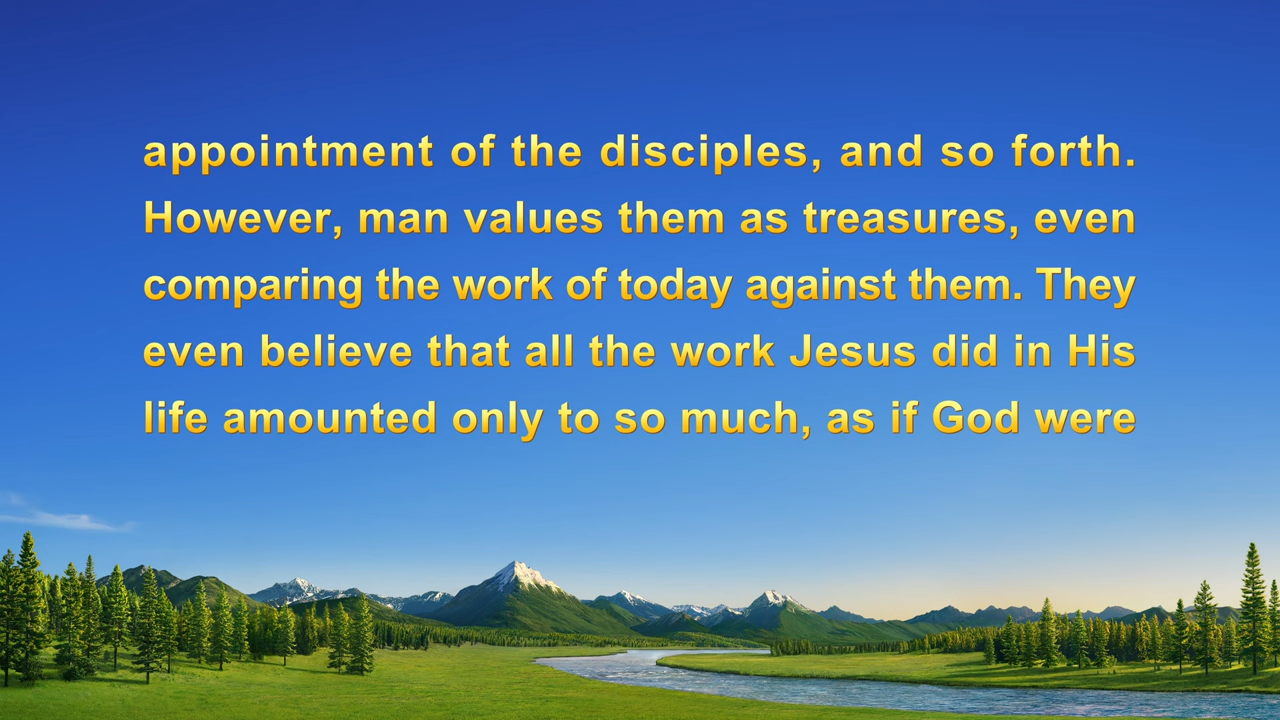 appointment of the disciples, and so forth.
However, man values them as treasures, even
comparing the work of today against them. They
even believe that all the work Jesus did in His
life amounted only to so much, as if God were